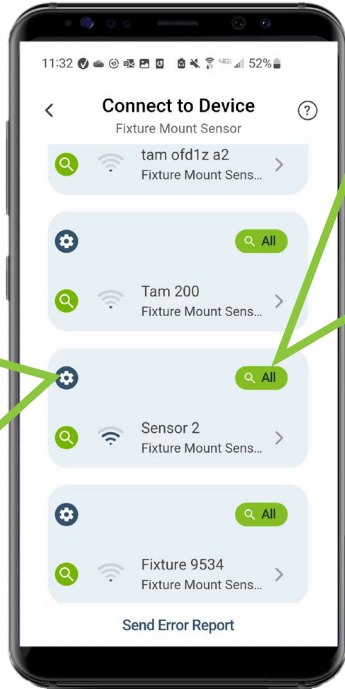 11:32 52%
Connect to Device
Fixture Mount Sensor
tam ofd1z a2
Fixture Mount Sens...
All
Tam 200
Fixture Mount Sens...
All
Sensor 2
Fixture Mount Sens...
All
Fixture 9534
Fixture Mount Sens...
Send Error Report